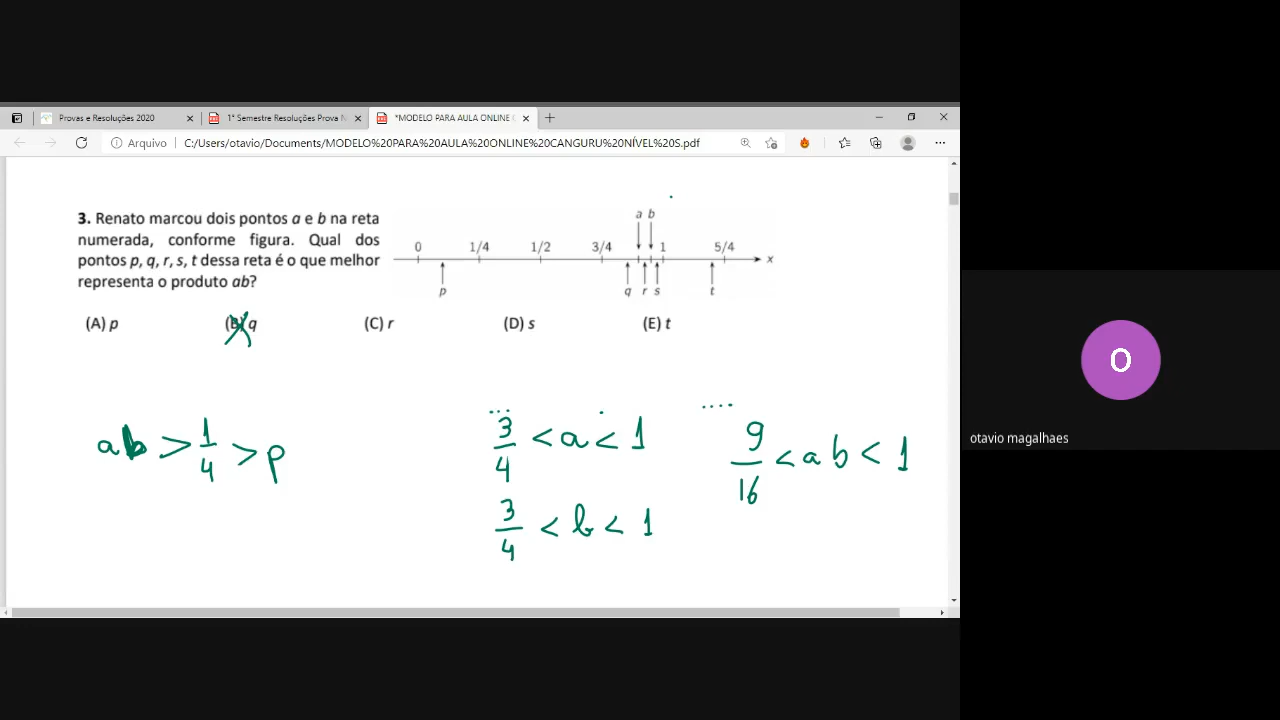 Provas e Resoluções 2020
1° Semestre Resoluções Prova N
*MODELO PARA AULA ONLINE C
Arquivo
C:/Users/otavio/Documents/MODELO%20PARA%20AULA%20ONLINE%20CANGURU%20NÍVEL%20S.pdf
3. Renato marcou dois pontos a e b na reta
numerada, conforme figura. Qual dos
pontos p, q, r, s, t dessa reta é o que melhor
representa o produto ab?
a b
0 1/4 1/2 3/4 1 5/4
x
p q r s t
(A) p (B) q (C) r (D) s (E) t
ab > 1/4 > p
3/4 < a < 1
3/4 < b < 1
9/16 < ab < 1
O
otavio magalhaes